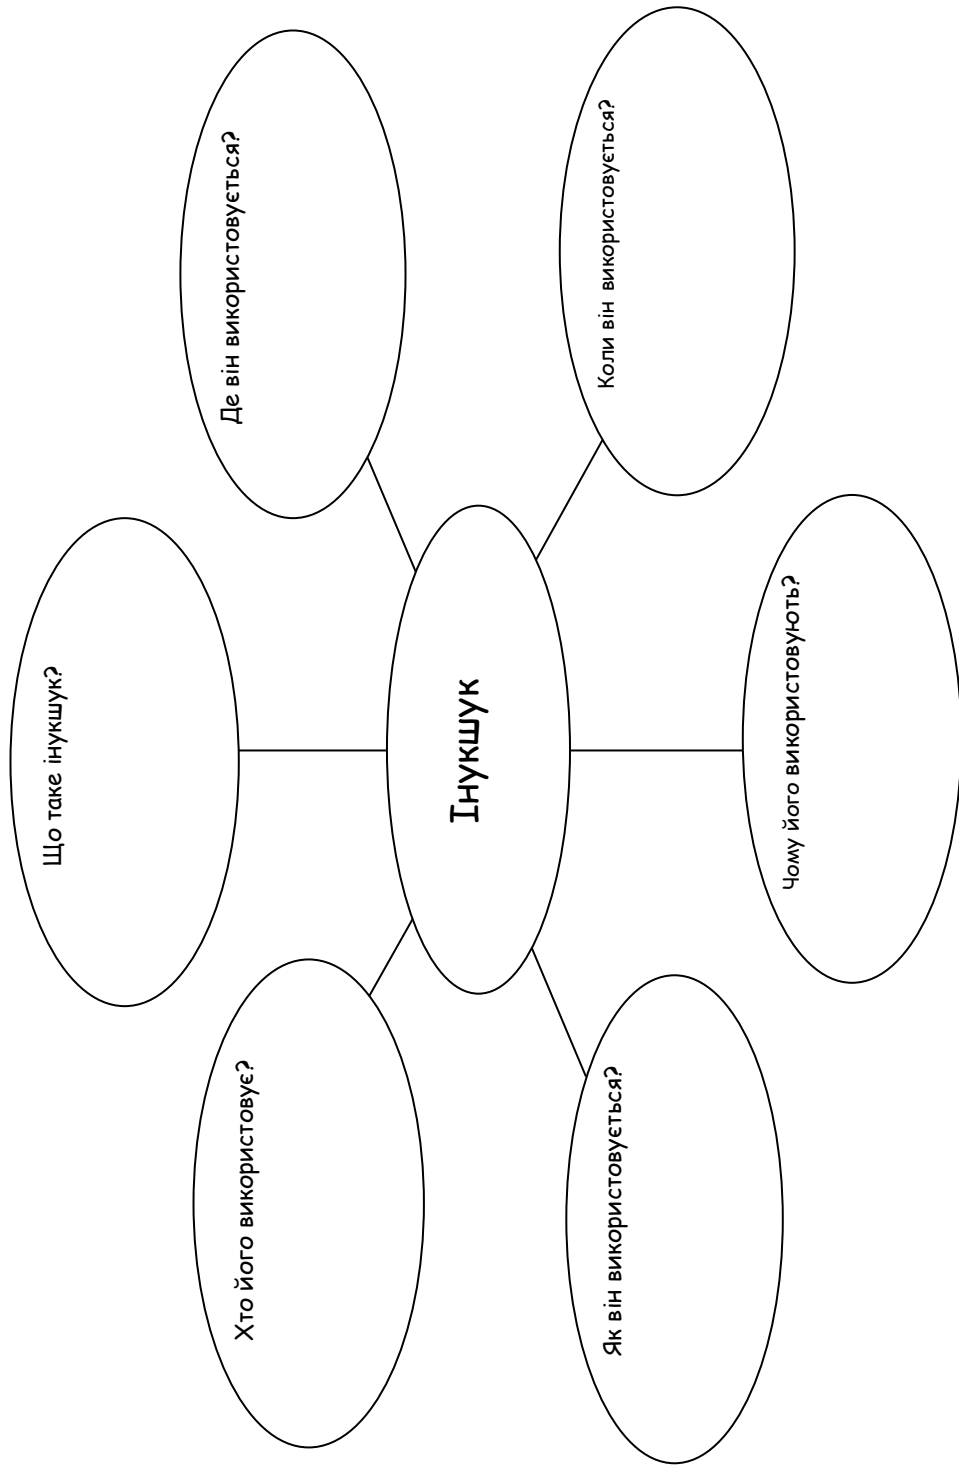 Що таке інукшук?
Хто його використовує?
Де він використовується?
Інукшук
Як він використовується?
Коли він використовується?
Чому його використовують?